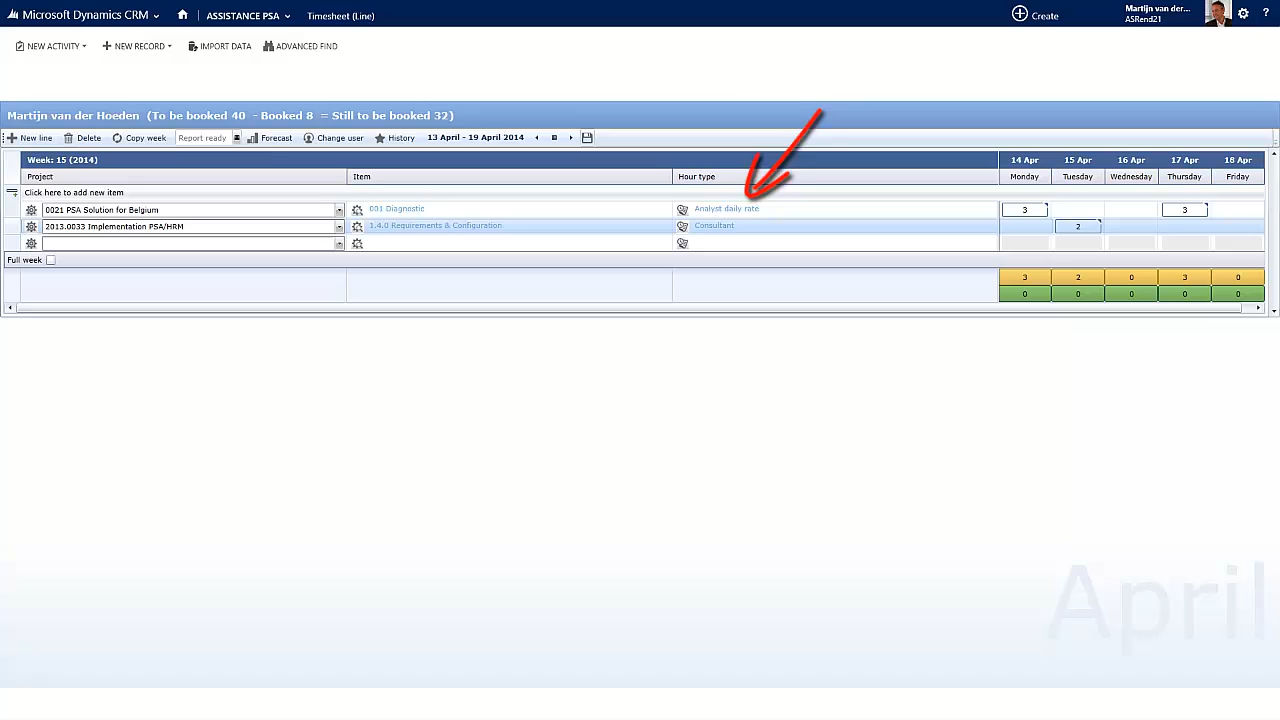 Microsoft Dynamics CRM ASSISTANCE PSA Timesheet (Line) Create Martijn van der... ?
ASRend21
NEW ACTIVITY NEW RECORD IMPORT DATA ADVANCED FIND
Martijn van der Hoeden (To be booked 40 - Booked 8 = Still to be booked 32)
New line Delete Copy week Report ready Forecast Change user History 13 April - 19 April 2014
Week: 15 (2014) 14 Apr 15 Apr 16 Apr 17 Apr 18 Apr
Project Item Hour type Monday Tuesday Wednesday Thursday Friday
Click here to add new item
0021 PSA Solution for Belgium 001 Diagnostic Analyst daily rate 3 3
2013.0033 Implementation PSA/HRM 1.4.0 Requirements & Configuration Consultant 2
Full week
3 2 0 3 0
0 0 0 0 0
April